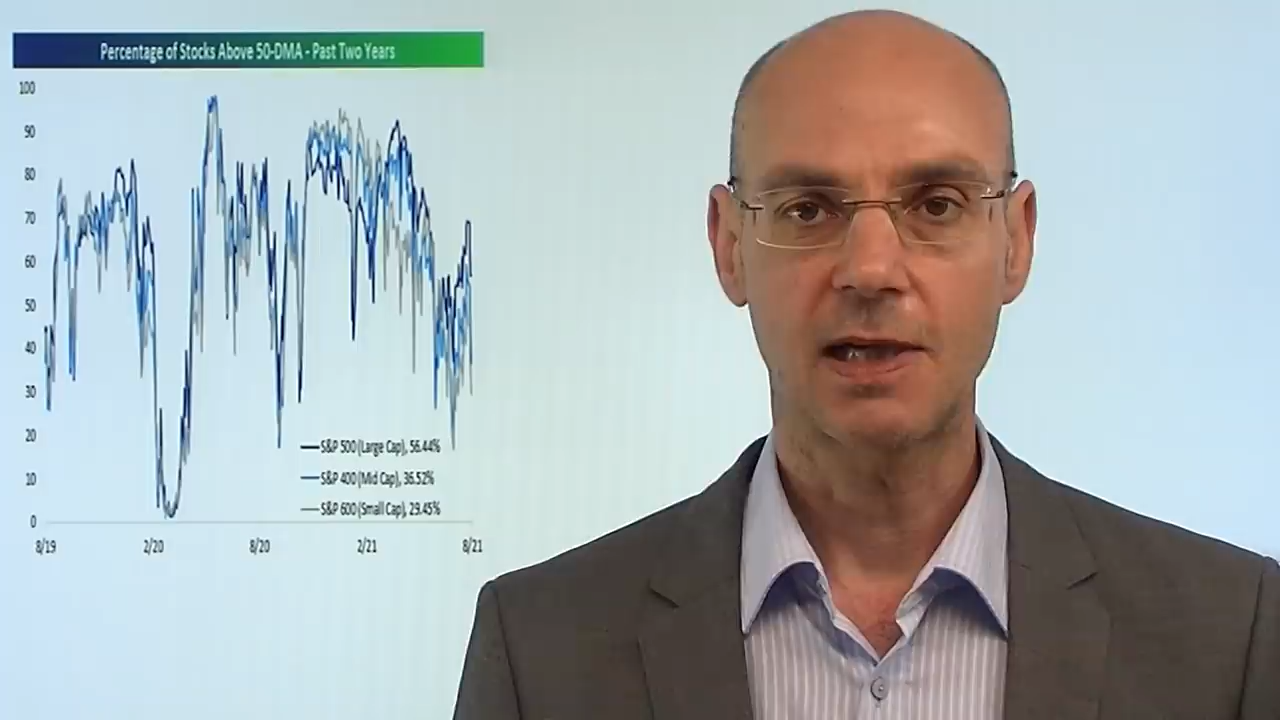 Percentage of Stocks Above 50-DMA - Past Two Years
100
90
80
70
60
50
40
30
20
10
0
S&P 500 (Large Cap), 56.44%
S&P 400 (Mid Cap), 36.52%
S&P 600 (Small Cap), 29.45%
8/19 2/20 8/20 2/21 8/21